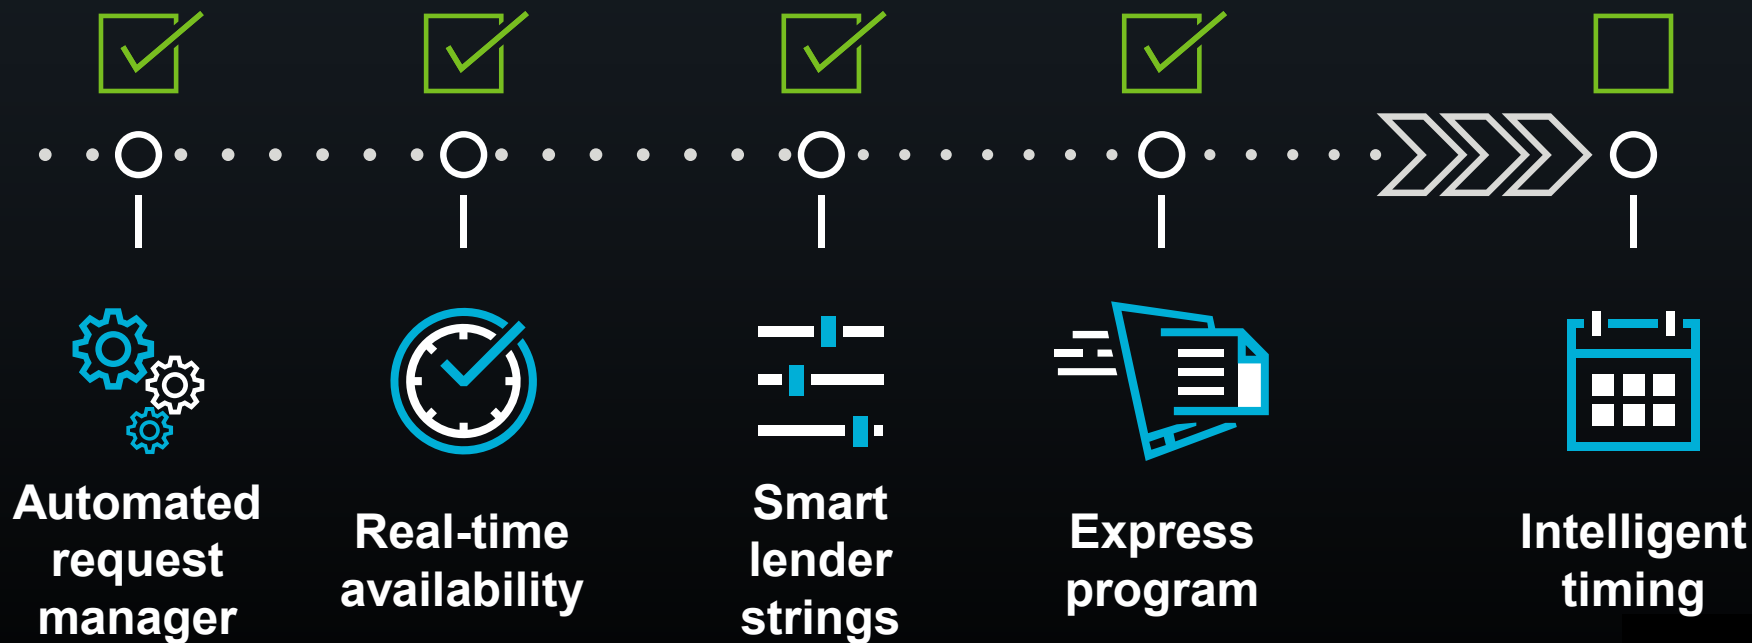 Automated
request
manager
Real-time
availability
Smart
lender
strings
Express
program
Intelligent
timing